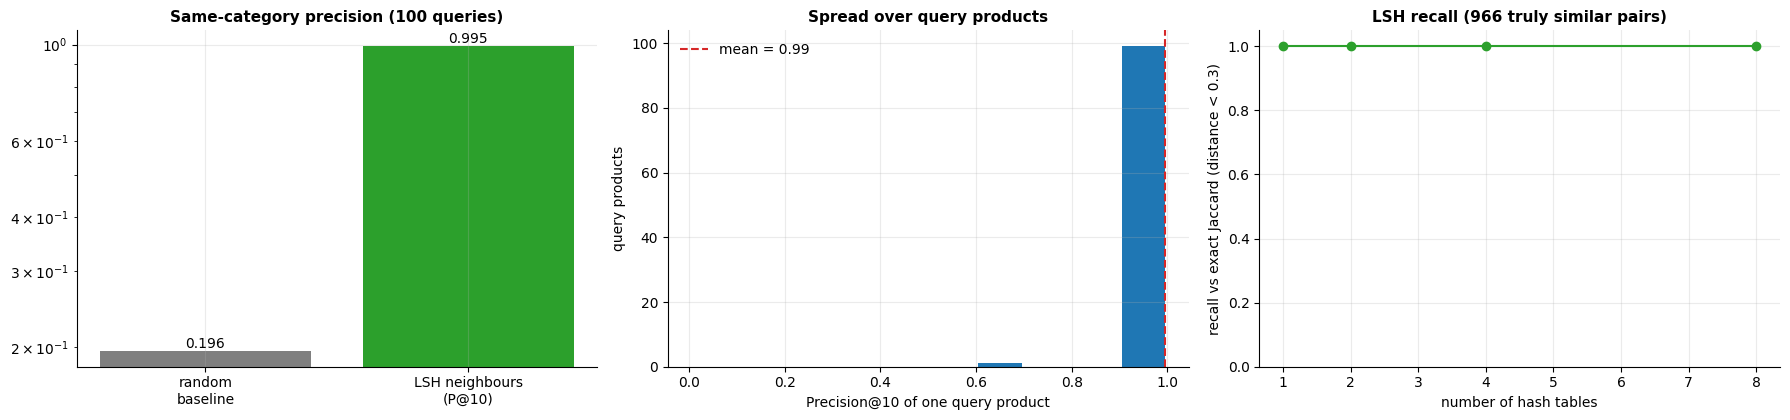 Same-category precision (100 queries)
10⁰
6 × 10⁻¹
4 × 10⁻¹
3 × 10⁻¹
2 × 10⁻¹
0.995
0.196
random
baseline
LSH neighbours
(P@10)
Spread over query products
query products
100
80
60
40
20
0
mean = 0.99
0.0 0.2 0.4 0.6 0.8 1.0
Precision@10 of one query product
LSH recall (966 truly similar pairs)
recall vs exact Jaccard (distance < 0.3)
1.0
0.8
0.6
0.4
0.2
0.0
1 2 3 4 5 6 7 8
number of hash tables